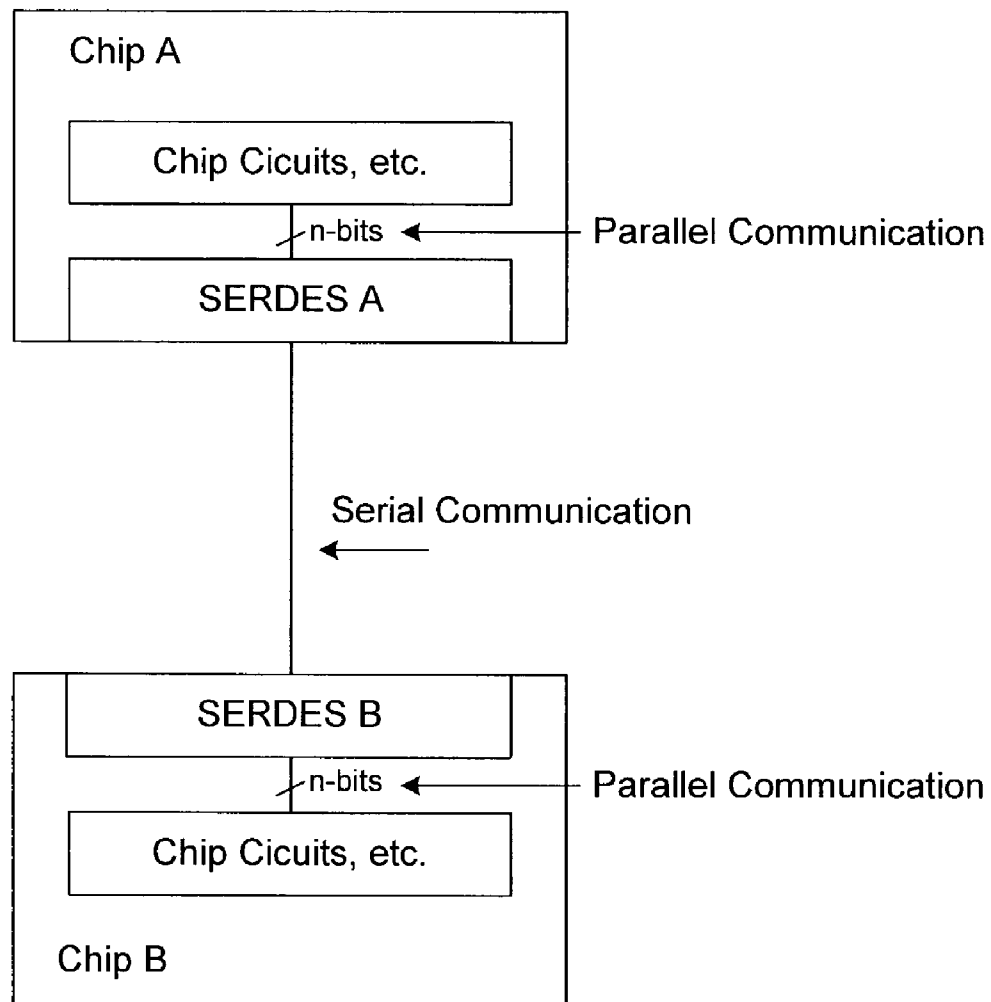 Chip A
Chip Cicuits, etc.
n-bits
Parallel Communication
SERDES A
Serial Communication
SERDES B
n-bits
Parallel Communication
Chip Cicuits, etc.
Chip B